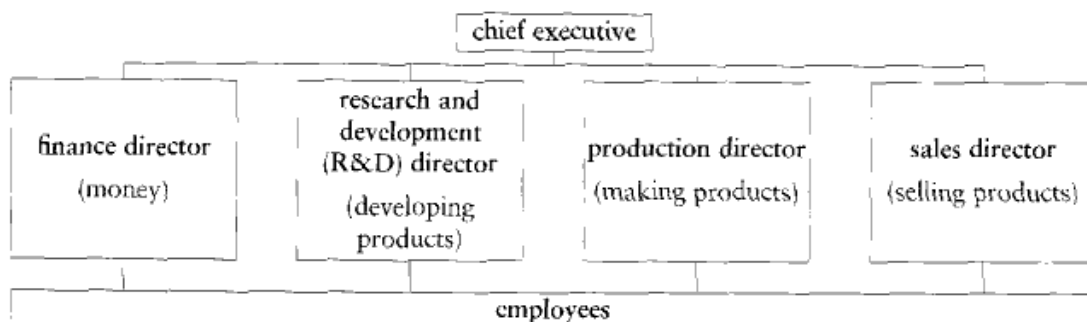 chief executive
finance director
(money)
research and
development
(R&D) director
(developing
products)
production director
(making products)
sales director
(selling products)
employees